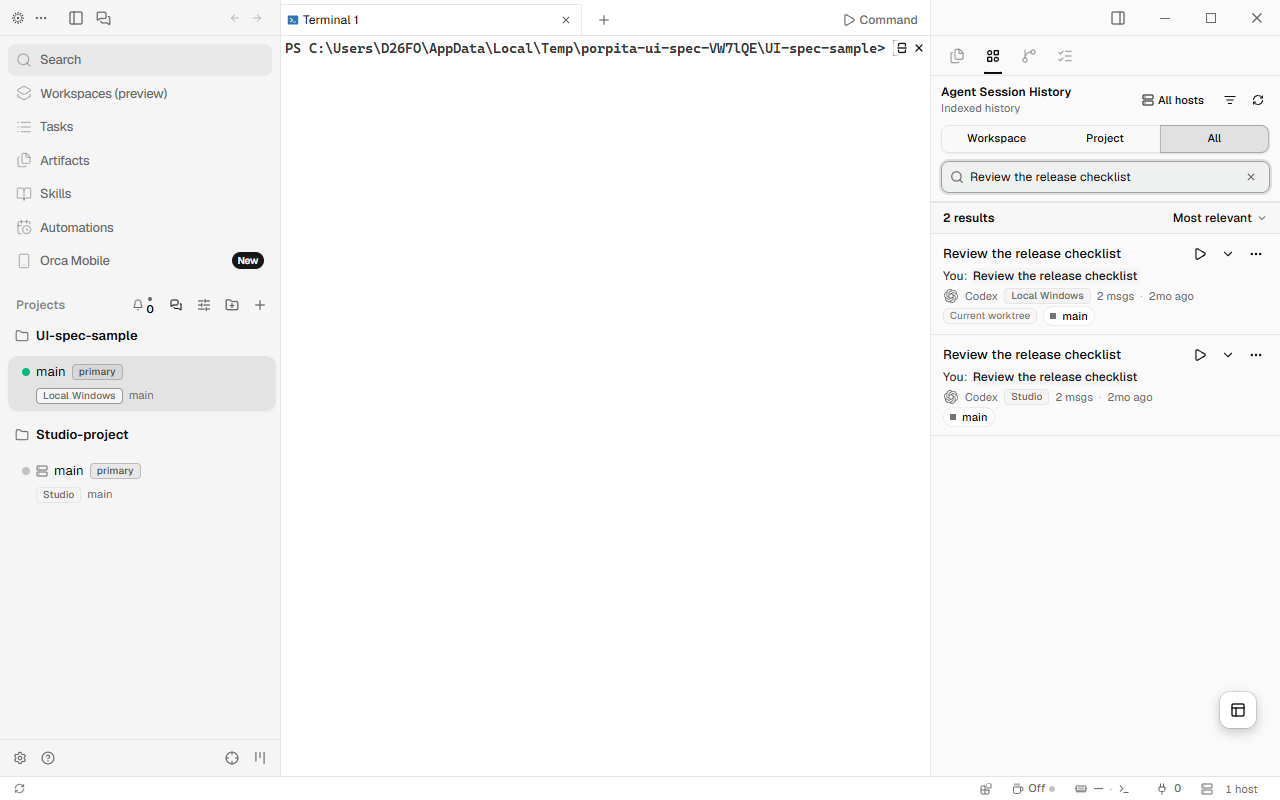 Search
Workspaces (preview)
Tasks
Artifacts
Skills
Automations
Orca Mobile New
Projects 0
UI-spec-sample
main primary
Local Windows main
Studio-project
main primary
Studio main
Terminal 1
Command
PS C:\Users\D26FO\AppData\Local\Temp\porpita-ui-spec-VW7lQE\UI-spec-sample>
Agent Session History
Indexed history
All hosts
Workspace Project All
Review the release checklist
2 results Most relevant
Review the release checklist
You: Review the release checklist
Codex Local Windows 2 msgs · 2mo ago
Current worktree main
Review the release checklist
You: Review the release checklist
Codex Studio 2 msgs · 2mo ago
main
Off — · 0 1 host